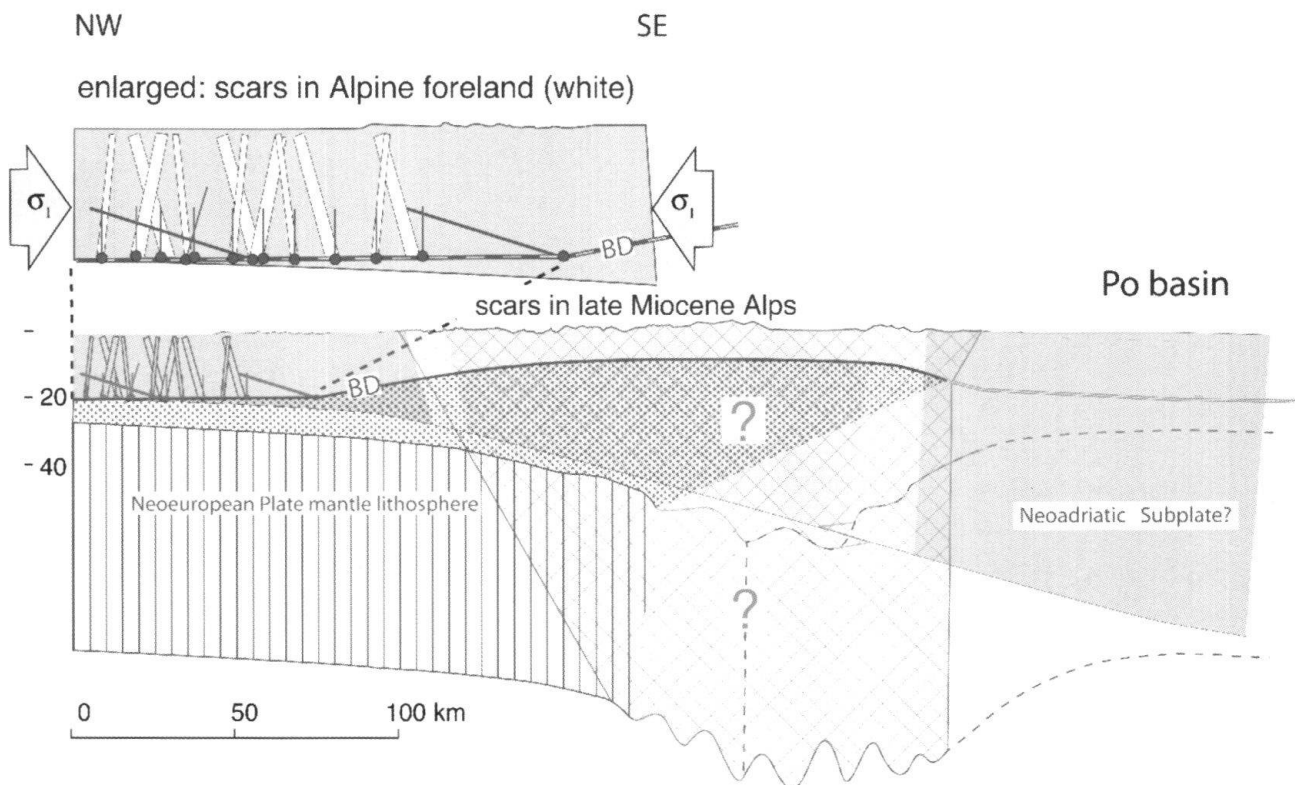 NW SE
enlarged: scars in Alpine foreland (white)
σ₁ σ₁
BD
Po basin
scars in late Miocene Alps
BD
- 20
?
- 40
Neoeuropean Plate mantle lithosphere
Neoadriatic Subplate?
?
0 50 100 km